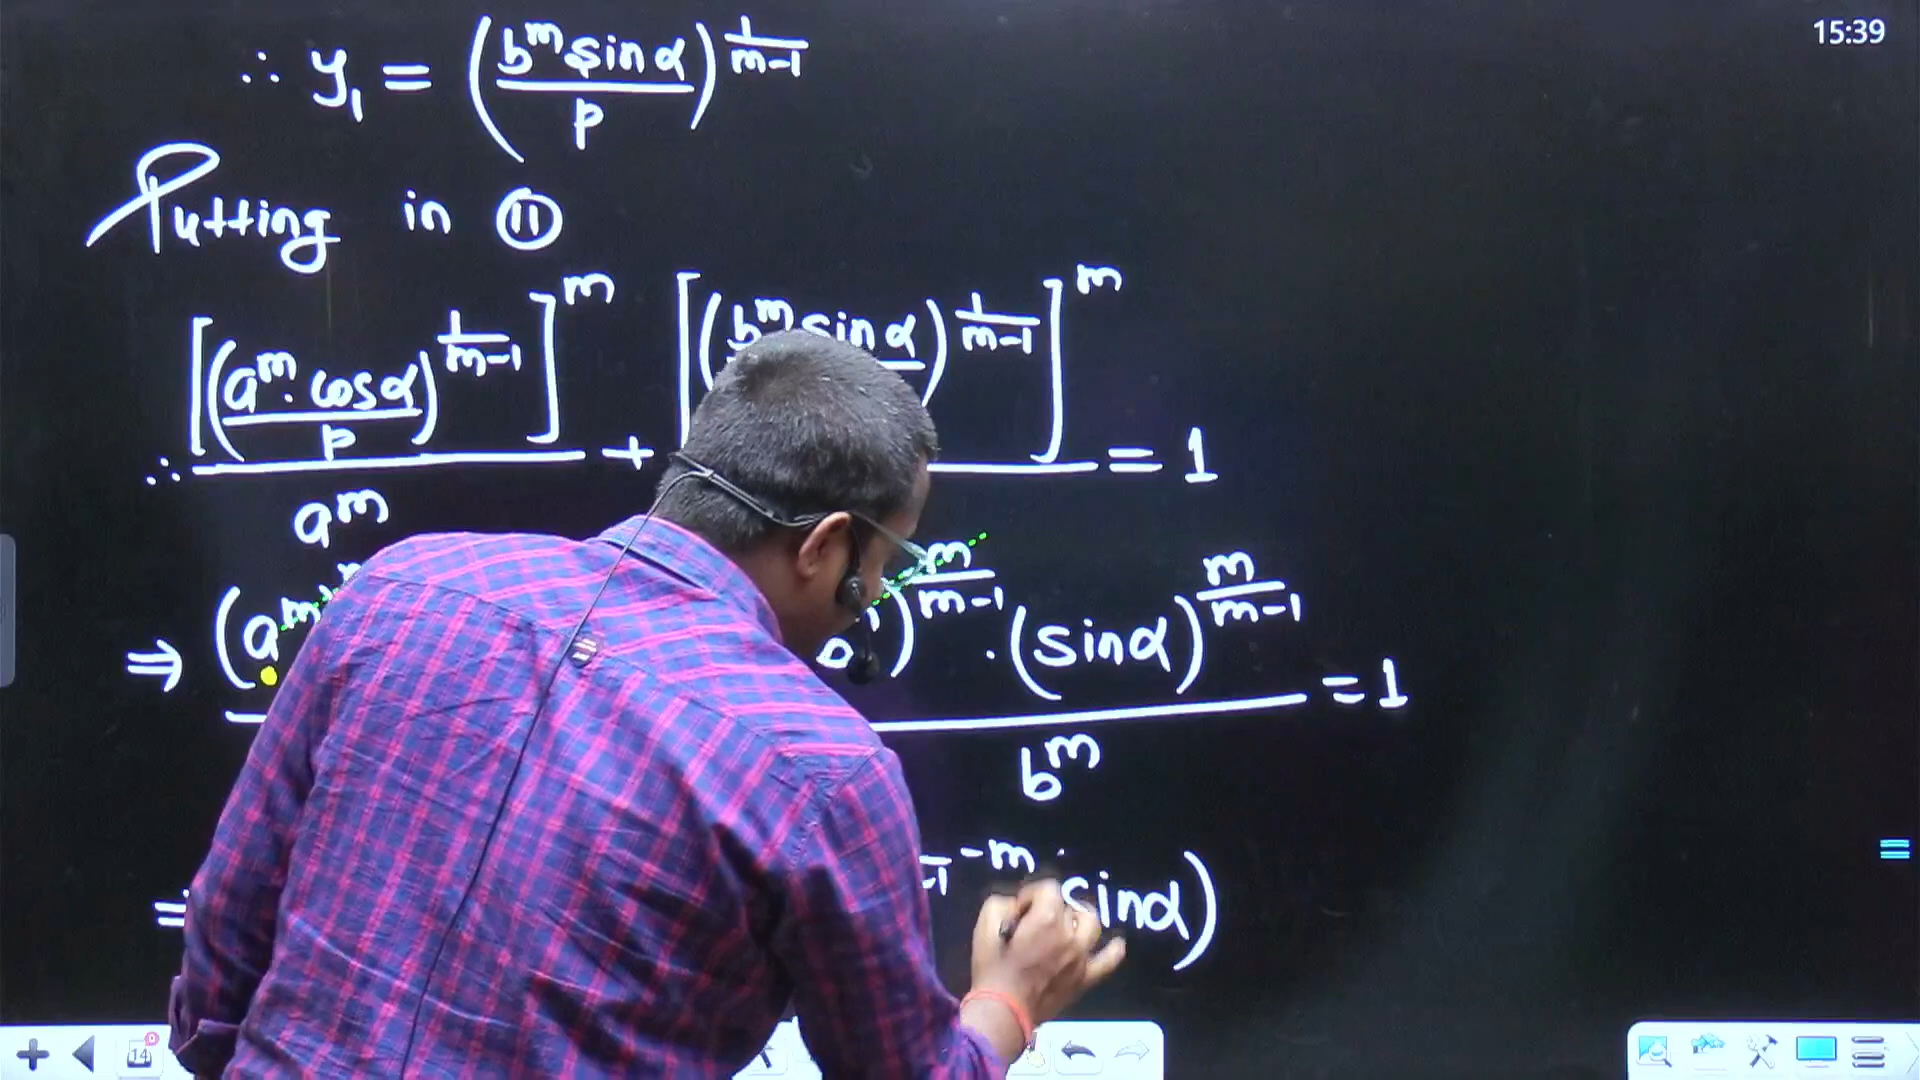 15:39
∴ y₁ = (b^m sinα / p)^(1/(m-1))
Putting in ⑪
∴ [(a^m · cosα / p)^(1/(m-1))]^m / a^m + [(b^m sinα)^(1/(m-1))]^m = 1
⇒ (a^m )^(m/(m-1)) · (sinα)^(m/(m-1)) / b^m = 1
-m sinα)
14